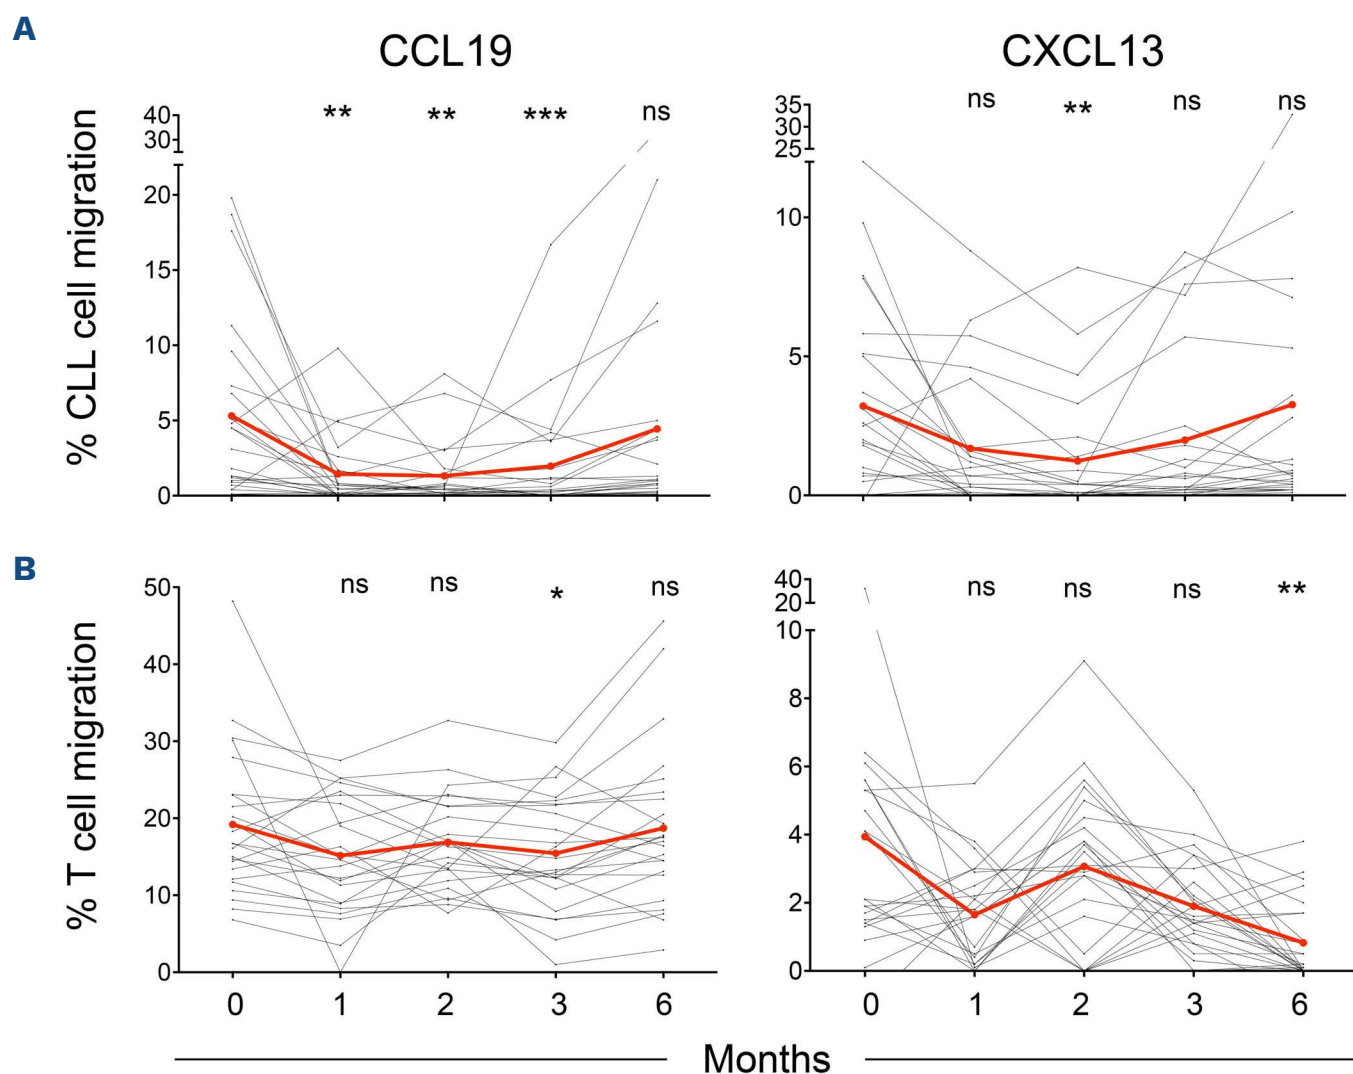 A
CCL19
CXCL13
% CLL cell migration
40
30
20
15
10
5
0
** ** *** ns
35
30
25
10
5
0
ns ** ns ns
B
% T cell migration
50
40
30
20
10
0
ns ns * ns
40
20
10
8
6
4
2
0
ns ns ns **
0 1 2 3 6
0 1 2 3 6
Months